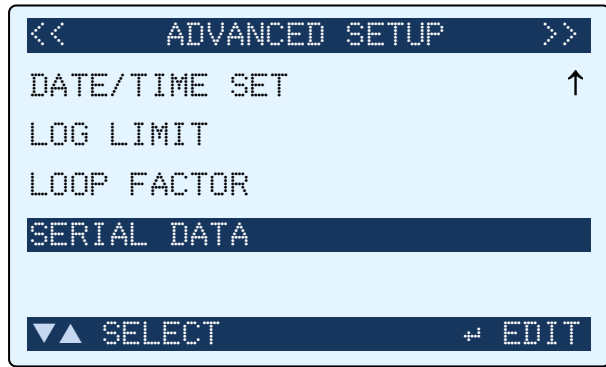 << ADVANCED SETUP >>
DATE/TIME SET ↑
LOG LIMIT
LOOP FACTOR
SERIAL DATA
▼▲ SELECT ↵ EDIT